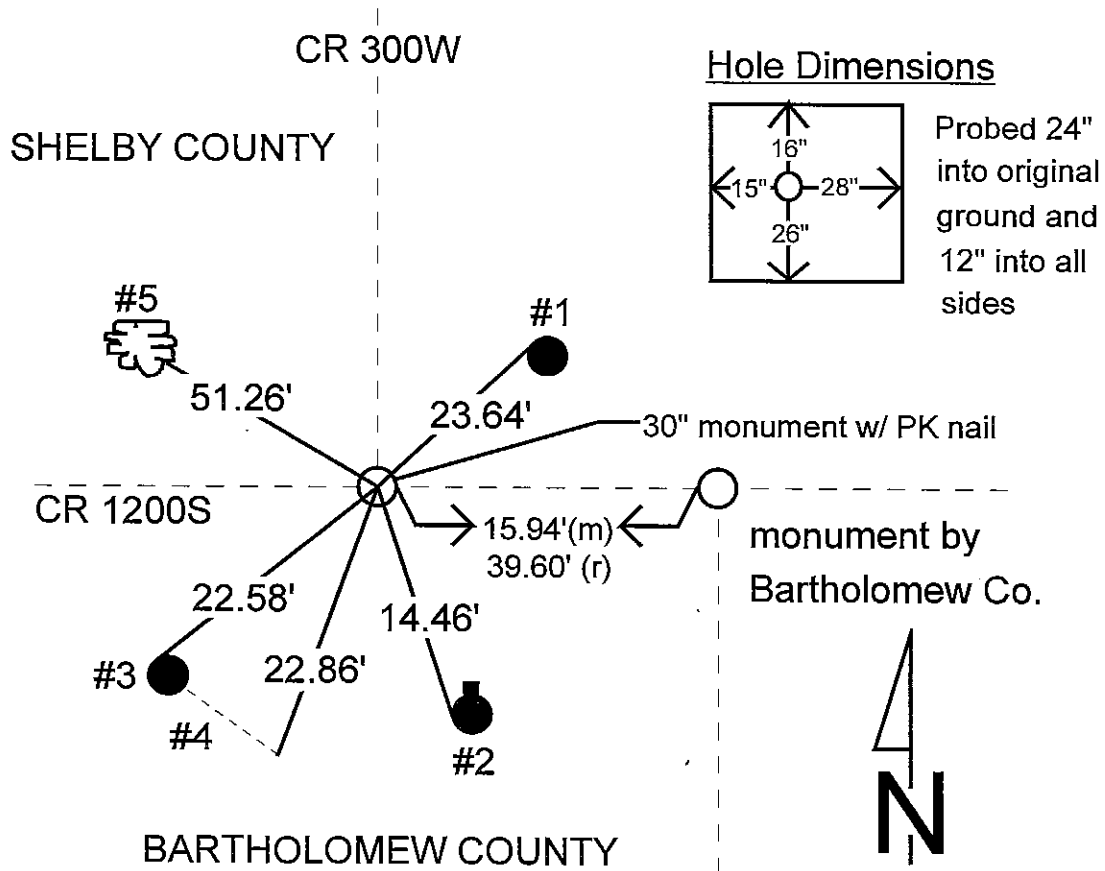 CR 300W
Hole Dimensions
SHELBY COUNTY
Probed 24"
into original
ground and
12" into all
sides
16"
15"
28"
26"
#5
#1
51.26'
23.64'
30" monument w/ PK nail
CR 1200S
15.94'(m)
39.60' (r)
monument by
Bartholomew Co.
22.58'
14.46'
22.86'
#3
#4
#2
N
BARTHOLOMEW COUNTY